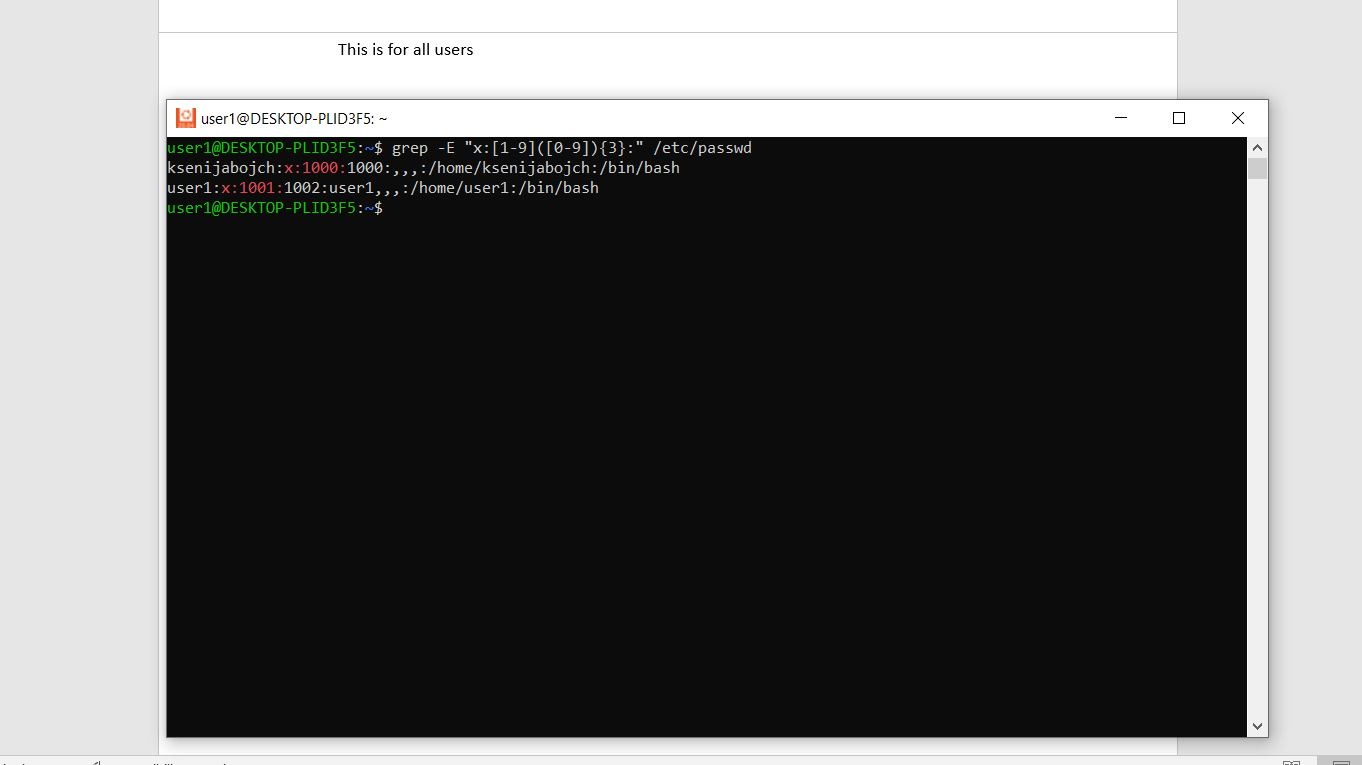 This is for all users
user1@DESKTOP-PLID3F5: ~
user1@DESKTOP-PLID3F5:~$ grep -E "x:[1-9]([0-9]){3}:" /etc/passwd
ksenijabojch:x:1000:1000:,,,:/home/ksenijabojch:/bin/bash
user1:x:1001:1002:user1,,,:/home/user1:/bin/bash
user1@DESKTOP-PLID3F5:~$